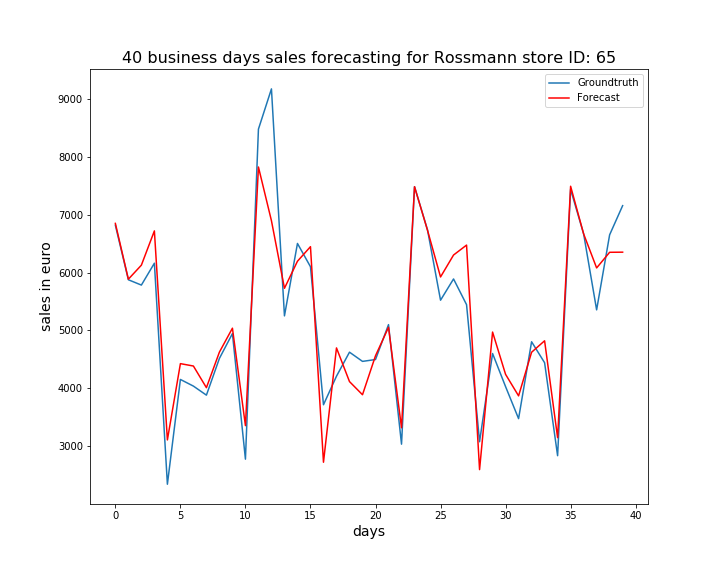 40 business days sales forecasting for Rossmann store ID: 65
Groundtruth
Forecast
9000
8000
7000
6000
5000
4000
3000
sales in euro
0 5 10 15 20 25 30 35 40
days